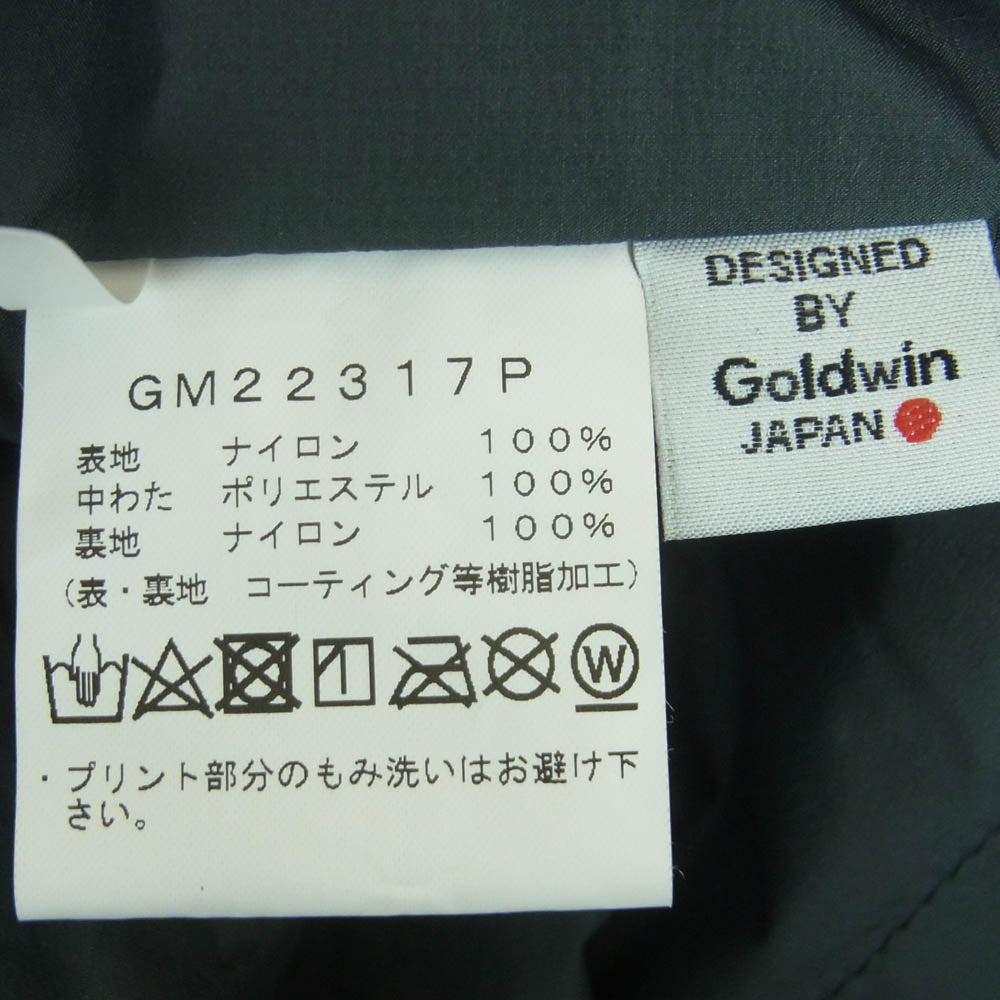 GM22317P
表地 ナイロン 100%
中わた ポリエステル 100%
裏地 ナイロン 100%
(表・裏地 コーティング等樹脂加工)
W
・プリント部分のもみ洗いはお避け下
さい。
DESIGNED
BY
Goldwin
JAPAN